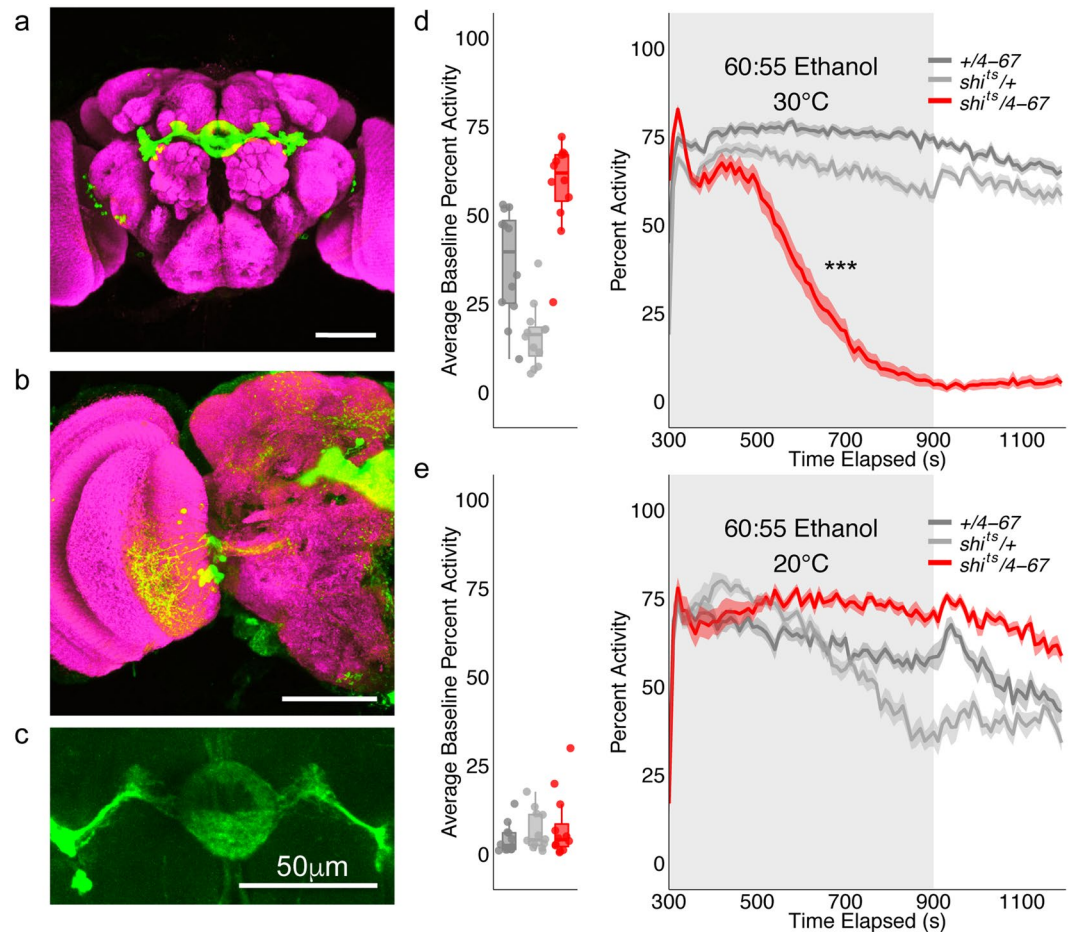 a
b
c
50μm
d
Average Baseline Percent Activity
100
75
50
25
0
Percent Activity
100
75
50
25
0
60:55 Ethanol
30°C
+/4–67
shi^ts/+
shi^ts/4–67
***
300 500 700 900 1100
Time Elapsed (s)
e
Average Baseline Percent Activity
100
75
50
25
0
Percent Activity
100
75
50
25
0
60:55 Ethanol
20°C
+/4–67
shi^ts/+
shi^ts/4–67
300 500 700 900 1100
Time Elapsed (s)